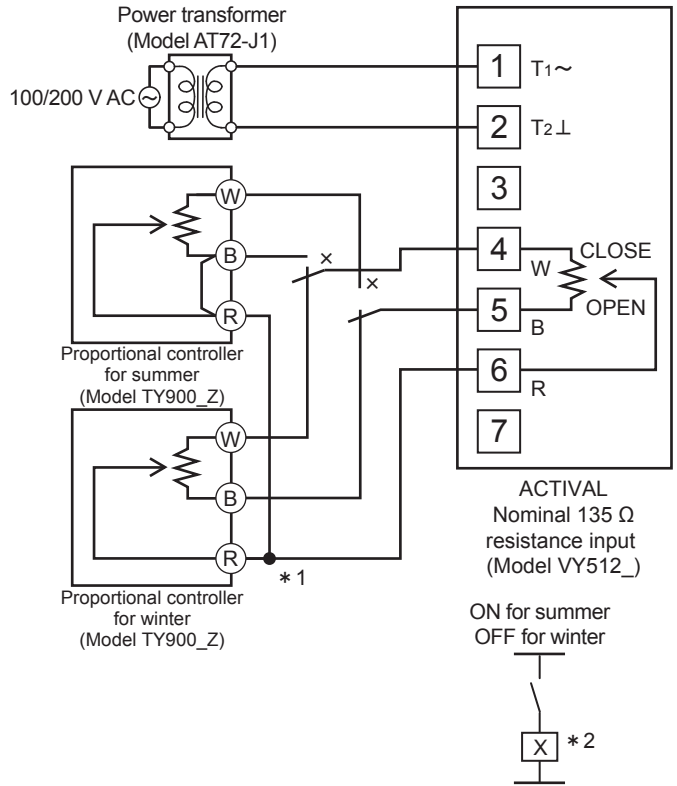 Power transformer
(Model AT72-J1)
100/200 V AC
1 T1～
2 T2⊥
3
4 W CLOSE
5 B OPEN
6 R
7
W
B
R
Proportional controller
for summer
(Model TY900_Z)
×
×
W
B
R
*1
Proportional controller
for winter
(Model TY900_Z)
ACTIVAL
Nominal 135 Ω
resistance input
(Model VY512_)
ON for summer
OFF for winter
X *2